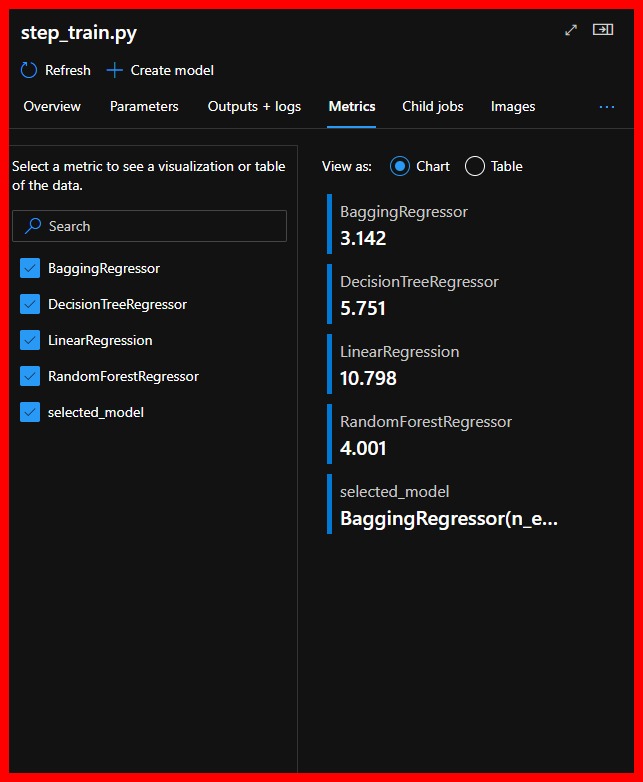 step_train.py
Refresh
Create model
Overview
Parameters
Outputs + logs
Metrics
Child jobs
Images
...
Select a metric to see a visualization or table
of the data.
Search
BaggingRegressor
DecisionTreeRegressor
LinearRegression
RandomForestRegressor
selected_model
View as:
Chart
Table
BaggingRegressor
3.142
DecisionTreeRegressor
5.751
LinearRegression
10.798
RandomForestRegressor
4.001
selected_model
BaggingRegressor(n_e...